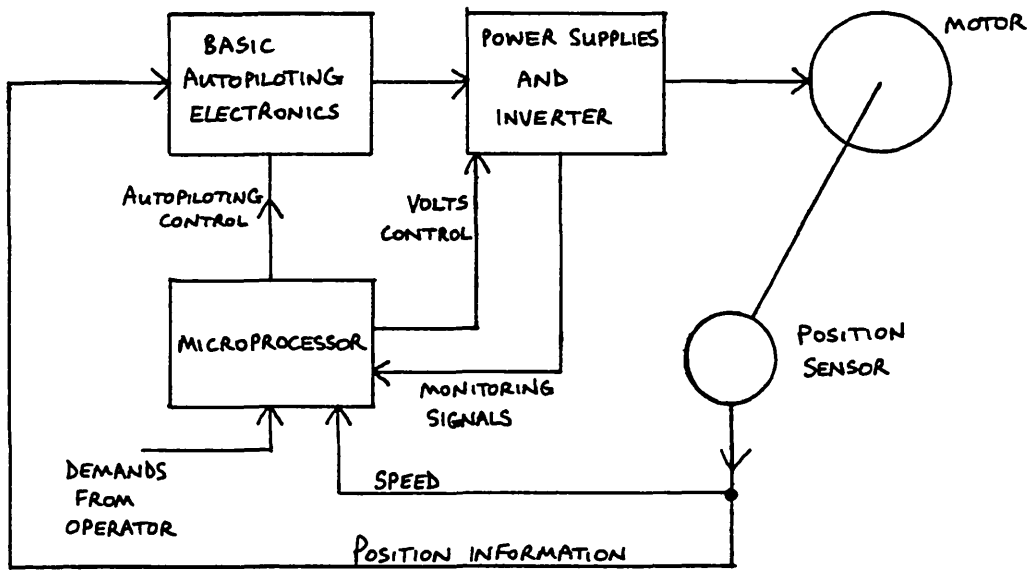 BASIC
AUTOPILOTING
ELECTRONICS
POWER SUPPLIES
AND
INVERTER
MOTOR
AUTOPILOTING
CONTROL
VOLTS
CONTROL
MICROPROCESSOR
POSITION
SENSOR
MONITORING
SIGNALS
DEMANDS
FROM
OPERATOR
SPEED
POSITION INFORMATION